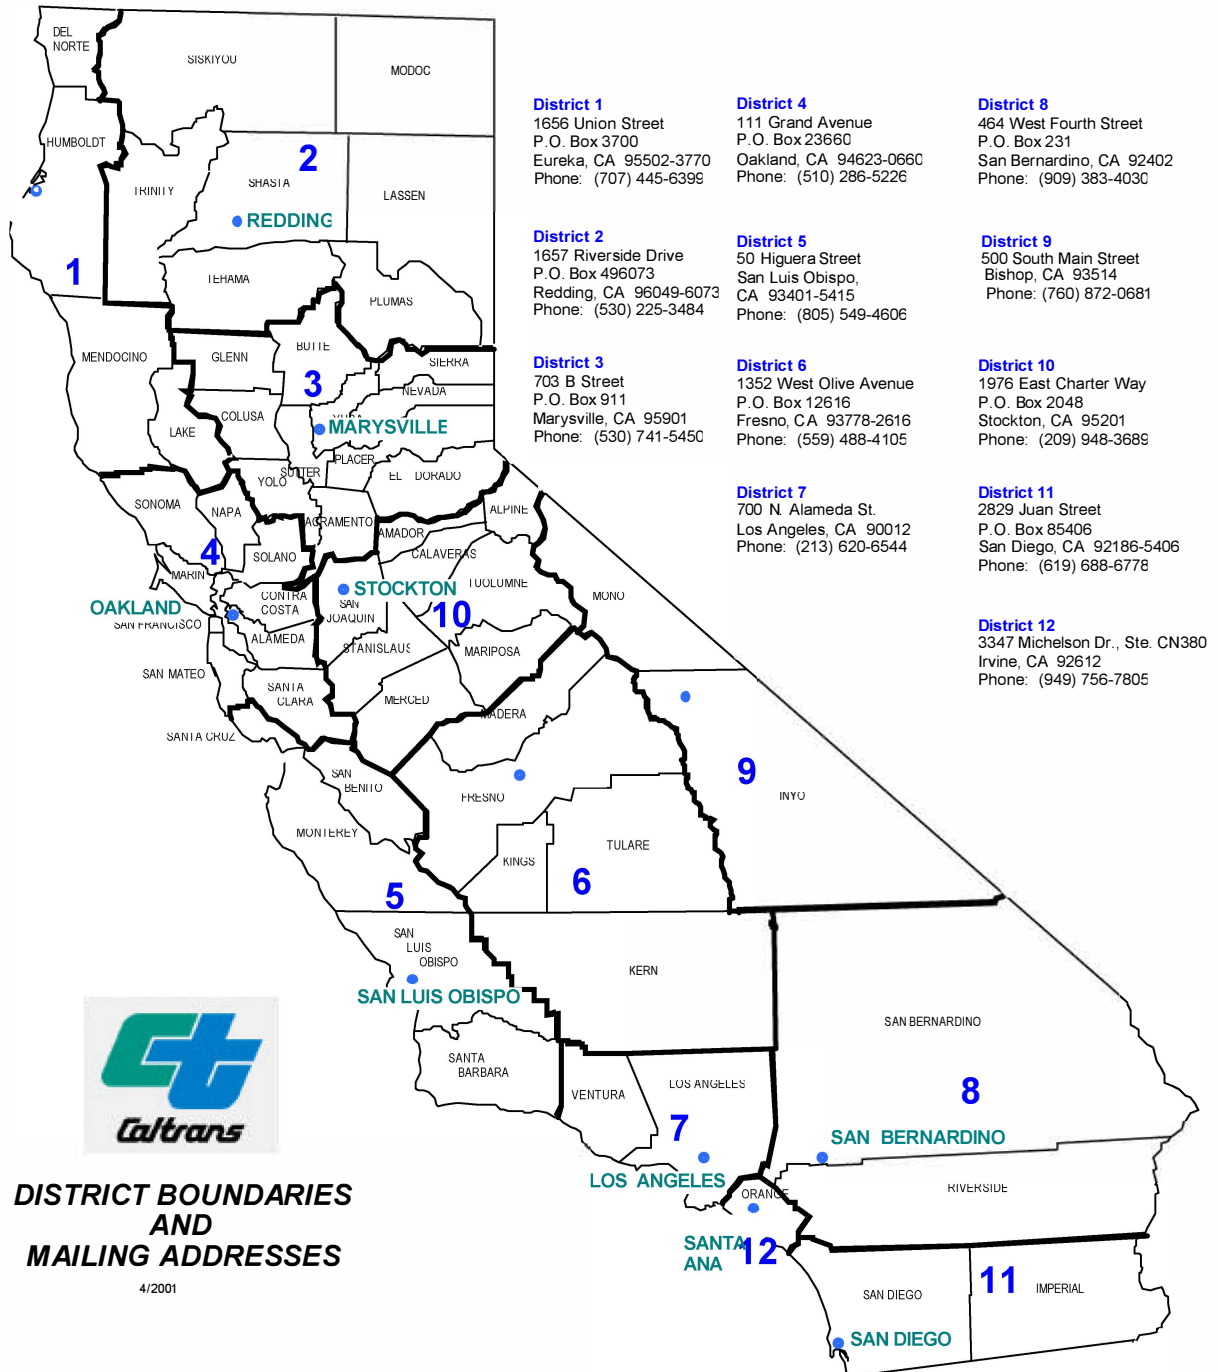 DEL
NORTE
SISKIYOU
MODOC
HUMBOLDT
TRINITY
2
SHASTA
LASSEN
REDDING
1
TEHAMA
PLUMAS
MENDOCINO
GLENN
BUTTE
SIERRA
3
NEVADA
COLUSA
LAKE
YUBA
MARYSVILLE
SUTTER
PLACER
YOLO
EL DORADO
SONOMA
NAPA
ALPINE
SACRAMENTO
AMADOR
4
SOLANO
CALAVERAS
MARIN
TUOLUMNE
STOCKTON
MONO
CONTRA
COSTA
OAKLAND
SAN
JOAQUIN
10
SAN FRANCISCO
ALAMEDA
STANISLAUS
MARIPOSA
SAN MATEO
SANTA
CLARA
MERCED
MADERA
SANTA CRUZ
SAN
BENITO
9
FRESNO
INYO
MONTEREY
KINGS
TULARE
6
5
SAN
LUIS
OBISPO
KERN
SAN LUIS OBISPO
SAN BERNARDINO
SANTA
BARBARA
VENTURA
LOS ANGELES
8
7
SAN BERNARDINO
LOS ANGELES
ORANGE
RIVERSIDE
SANTA
ANA
12
11
SAN DIEGO
IMPERIAL
SAN DIEGO
District 1
1656 Union Street
P.O. Box 3700
Eureka, CA 95502-3770
Phone: (707) 445-6399
District 2
1657 Riverside Drive
P.O. Box 496073
Redding, CA 96049-6073
Phone: (530) 225-3484
District 3
703 B Street
P.O. Box 911
Marysville, CA 95901
Phone: (530) 741-5450
District 4
111 Grand Avenue
P.O. Box 23660
Oakland, CA 94623-0660
Phone: (510) 286-5226
District 5
50 Higuera Street
San Luis Obispo,
CA 93401-5415
Phone: (805) 549-4606
District 6
1352 West Olive Avenue
P.O. Box 12616
Fresno, CA 93778-2616
Phone: (559) 488-4105
District 7
700 N. Alameda St.
Los Angeles, CA 90012
Phone: (213) 620-6544
District 8
464 West Fourth Street
P.O. Box 231
San Bernardino, CA 92402
Phone: (909) 383-4030
District 9
500 South Main Street
Bishop, CA 93514
Phone: (760) 872-0681
District 10
1976 East Charter Way
P.O. Box 2048
Stockton, CA 95201
Phone: (209) 948-3689
District 11
2829 Juan Street
P.O. Box 85406
San Diego, CA 92186-5406
Phone: (619) 688-6778
District 12
3347 Michelson Dr., Ste. CN380
Irvine, CA 92612
Phone: (949) 756-7805
Ct
Caltrans
DISTRICT BOUNDARIES
AND
MAILING ADDRESSES
4/2001